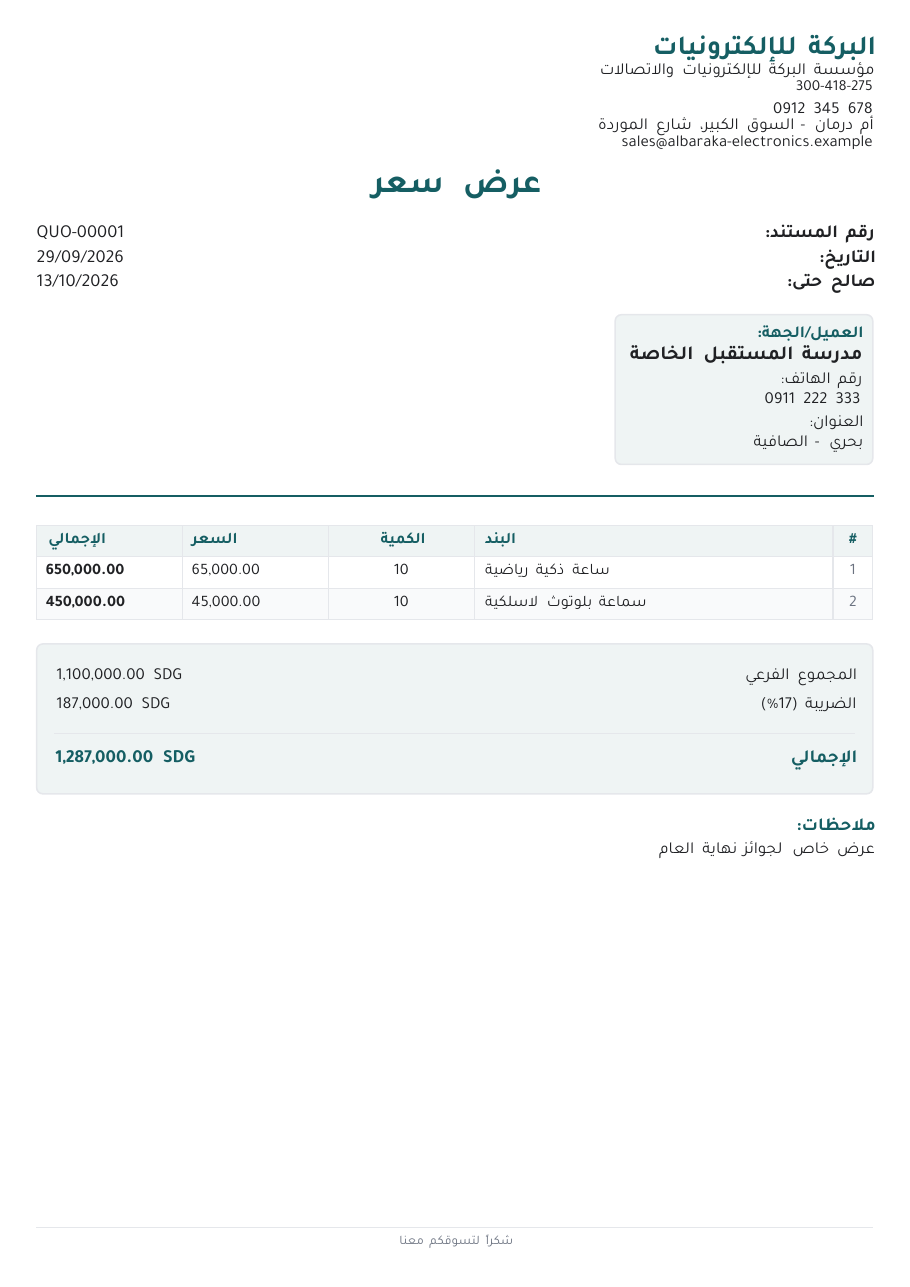 البركة للإلكترونيات
مؤسسة البركة للإلكترونيات والاتصالات
300-418-275
0912 345 678
أم درمان - السوق الكبير، شارع الموردة
sales@albaraka-electronics.example
عرض سعر
رقم المستند: QUO-00001
التاريخ: 29/09/2026
صالح حتى: 13/10/2026
العميل/الجهة:
مدرسة المستقبل الخاصة
رقم الهاتف:
0911 222 333
العنوان:
بحري - الصافية
# البند الكمية السعر الإجمالي
1 ساعة ذكية رياضية 10 65,000.00 650,000.00
2 سماعة بلوتوث لاسلكية 10 45,000.00 450,000.00
المجموع الفرعي 1,100,000.00 SDG
الضريبة (17%) 187,000.00 SDG
الإجمالي 1,287,000.00 SDG
ملاحظات:
عرض خاص لجوائز نهاية العام
شكراً لتسوقكم معنا